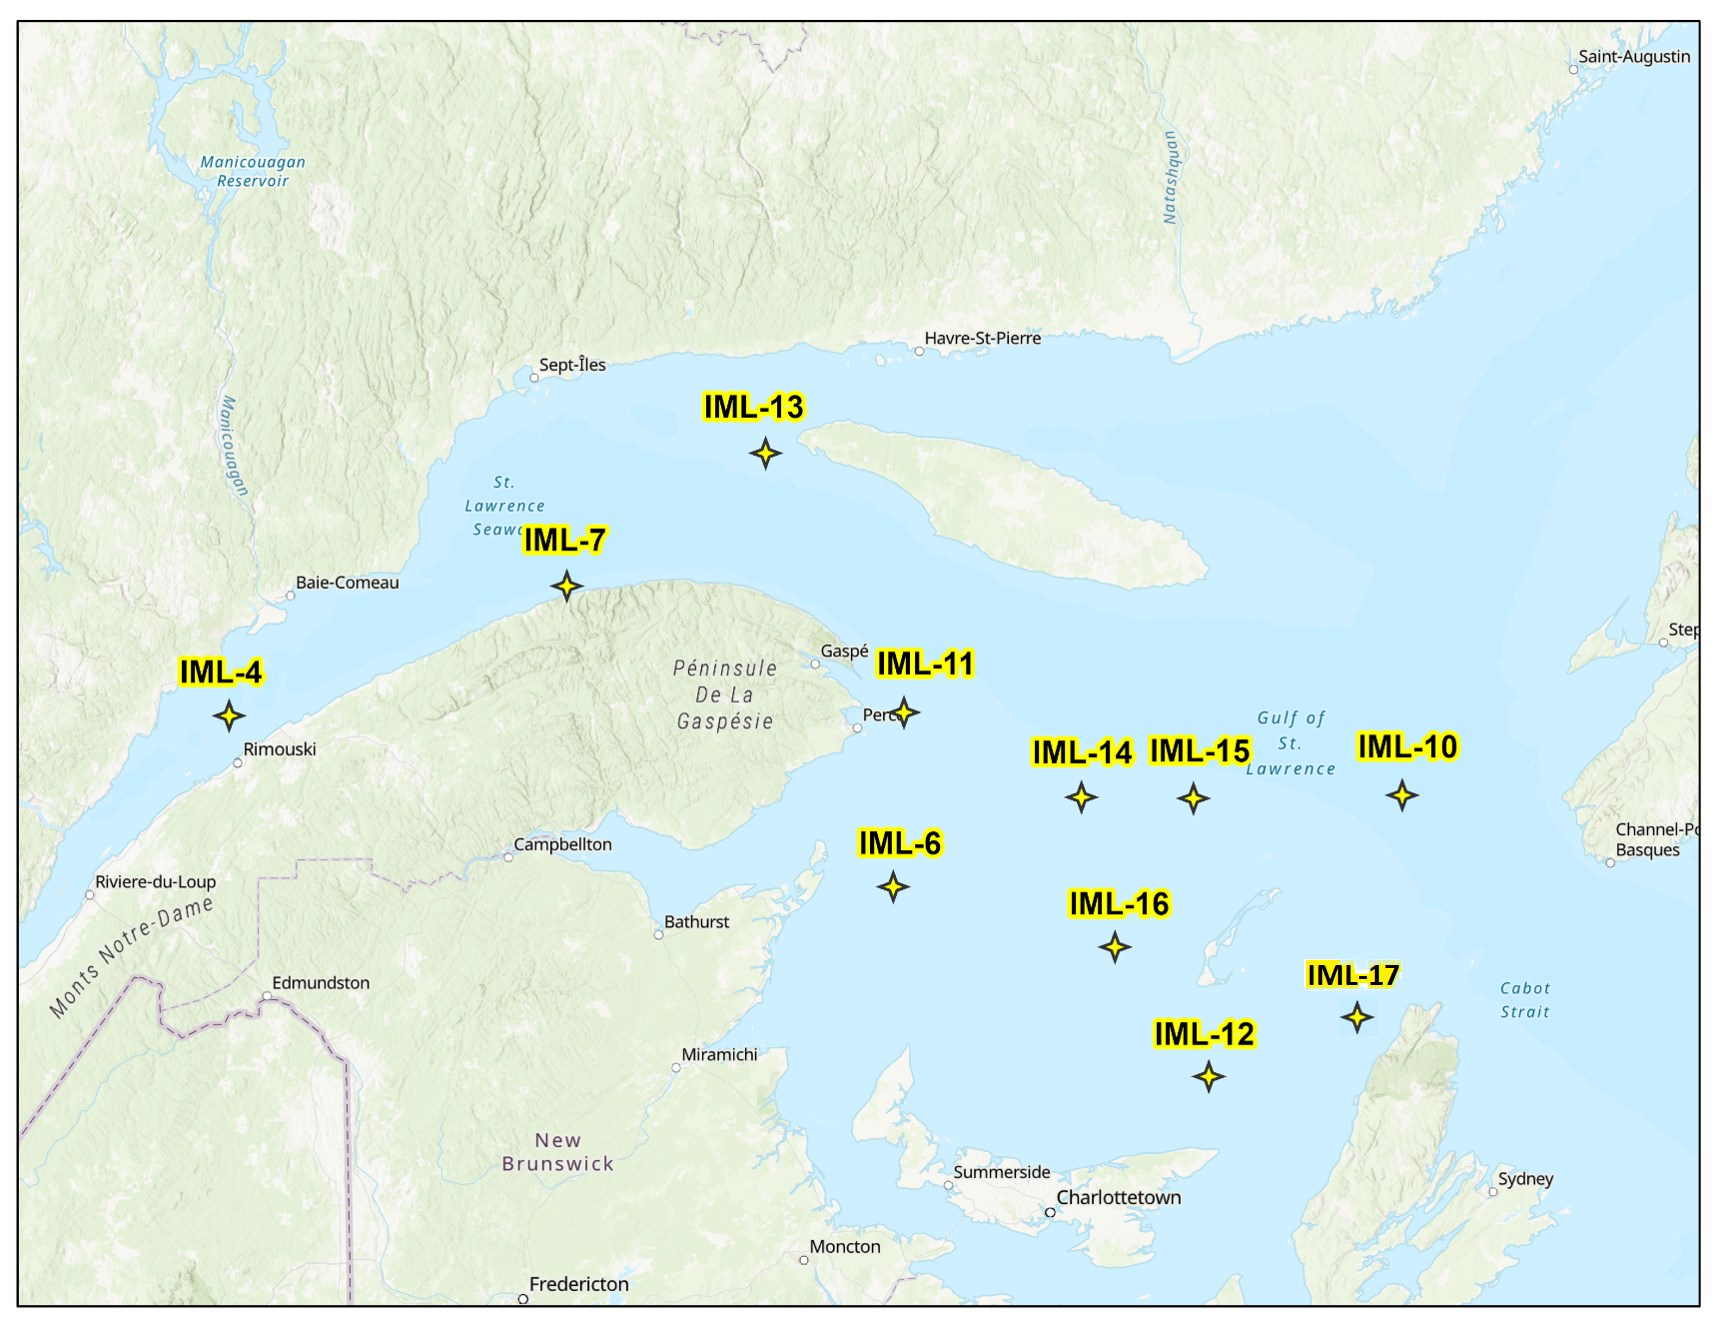 Saint-Augustin
Manicouagan
Reservoir
Natashquan
Havre-St-Pierre
Sept-Îles
IML-13
Manicouagan
St.
Lawrence
Seaw
IML-7
Baie-Comeau
IML-4
Rimouski
Péninsule
De La
Gaspésie
Gaspé
IML-11
Perc
Step
Gulf of
St.
Lawrence
IML-14
IML-15
IML-10
IML-6
Channel-Po
Basques
Campbellton
Riviere-du-Loup
Monts Notre-Dame
Bathurst
IML-16
Edmundston
IML-17
Cabot
Strait
IML-12
Miramichi
New
Brunswick
Summerside
Charlottetown
Sydney
Moncton
Fredericton